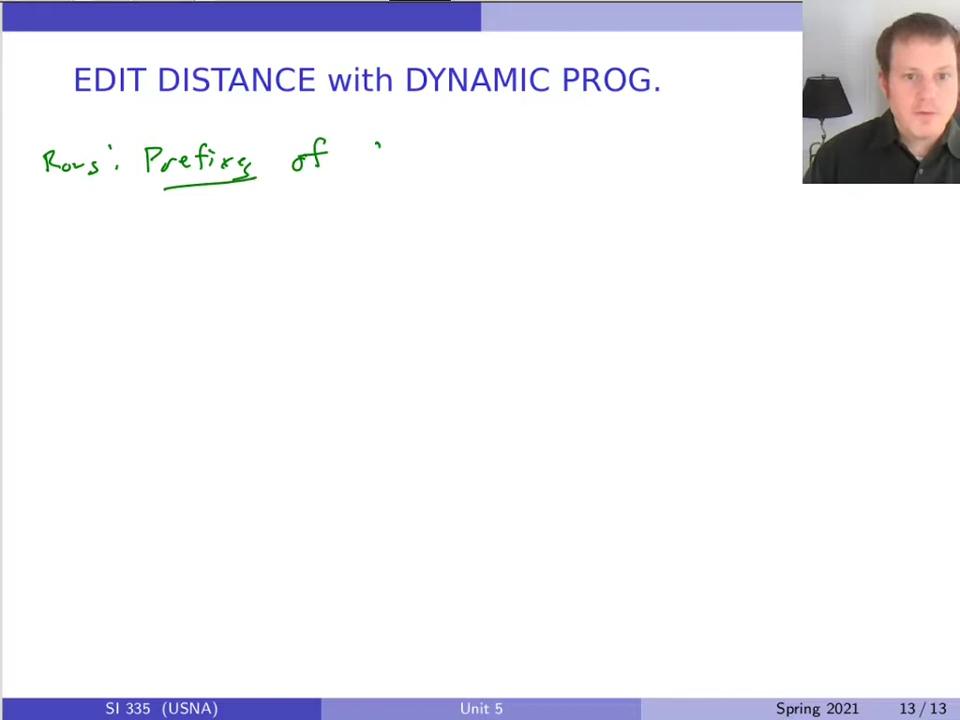 EDIT DISTANCE with DYNAMIC PROG.
Rows: Prefixes of
SI 335 (USNA)
Unit 5
Spring 2021
13 / 13